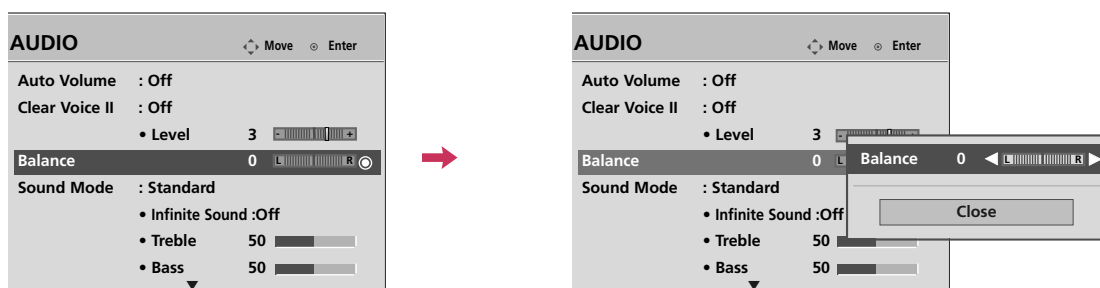 AUDIO
Move Enter
Auto Volume : Off
Clear Voice II : Off
• Level 3 - +
Balance 0 L R
Sound Mode : Standard
• Infinite Sound :Off
• Treble 50
• Bass 50
AUDIO
Move Enter
Auto Volume : Off
Clear Voice II : Off
• Level 3 -
Balance 0 L
Sound Mode : Standard
• Infinite Sound :Off
• Treble 50
• Bass 50
Balance 0 L R
Close